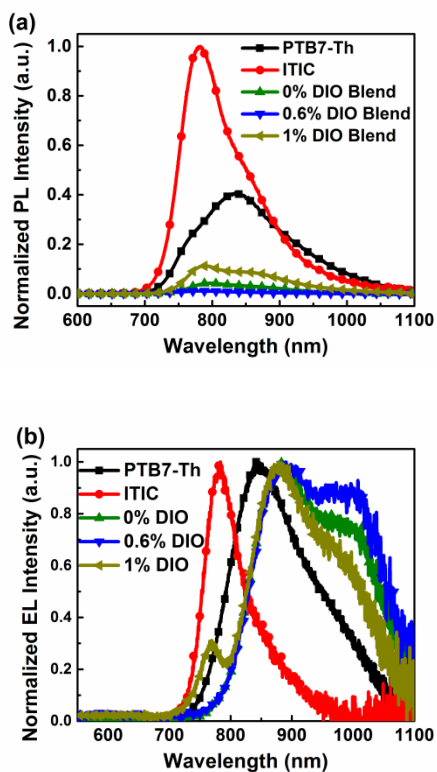 (a)
Normalized PL Intensity (a.u.)
1.0
0.8
0.6
0.4
0.2
0.0
PTB7-Th
ITIC
0% DIO Blend
0.6% DIO Blend
1% DIO Blend
600 700 800 900 1000 1100
Wavelength (nm)
(b)
Normalized EL Intensity (a.u.)
1.0
0.8
0.6
0.4
0.2
0.0
PTB7-Th
ITIC
0% DIO
0.6% DIO
1% DIO
600 700 800 900 1000 1100
Wavelength (nm)